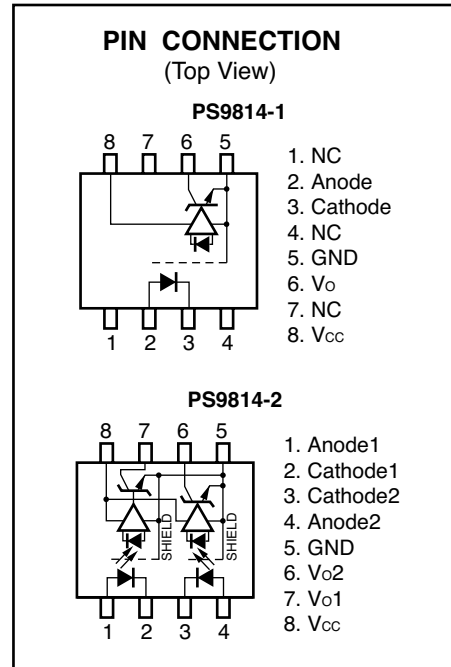 PIN CONNECTION
(Top View)
PS9814-1
8 7 6 5
1 2 3 4
1. NC
2. Anode
3. Cathode
4. NC
5. GND
6. Vo
7. NC
8. Vcc
PS9814-2
8 7 6 5
SHIELD
SHIELD
1 2 3 4
1. Anode1
2. Cathode1
3. Cathode2
4. Anode2
5. GND
6. Vo2
7. Vo1
8. Vcc